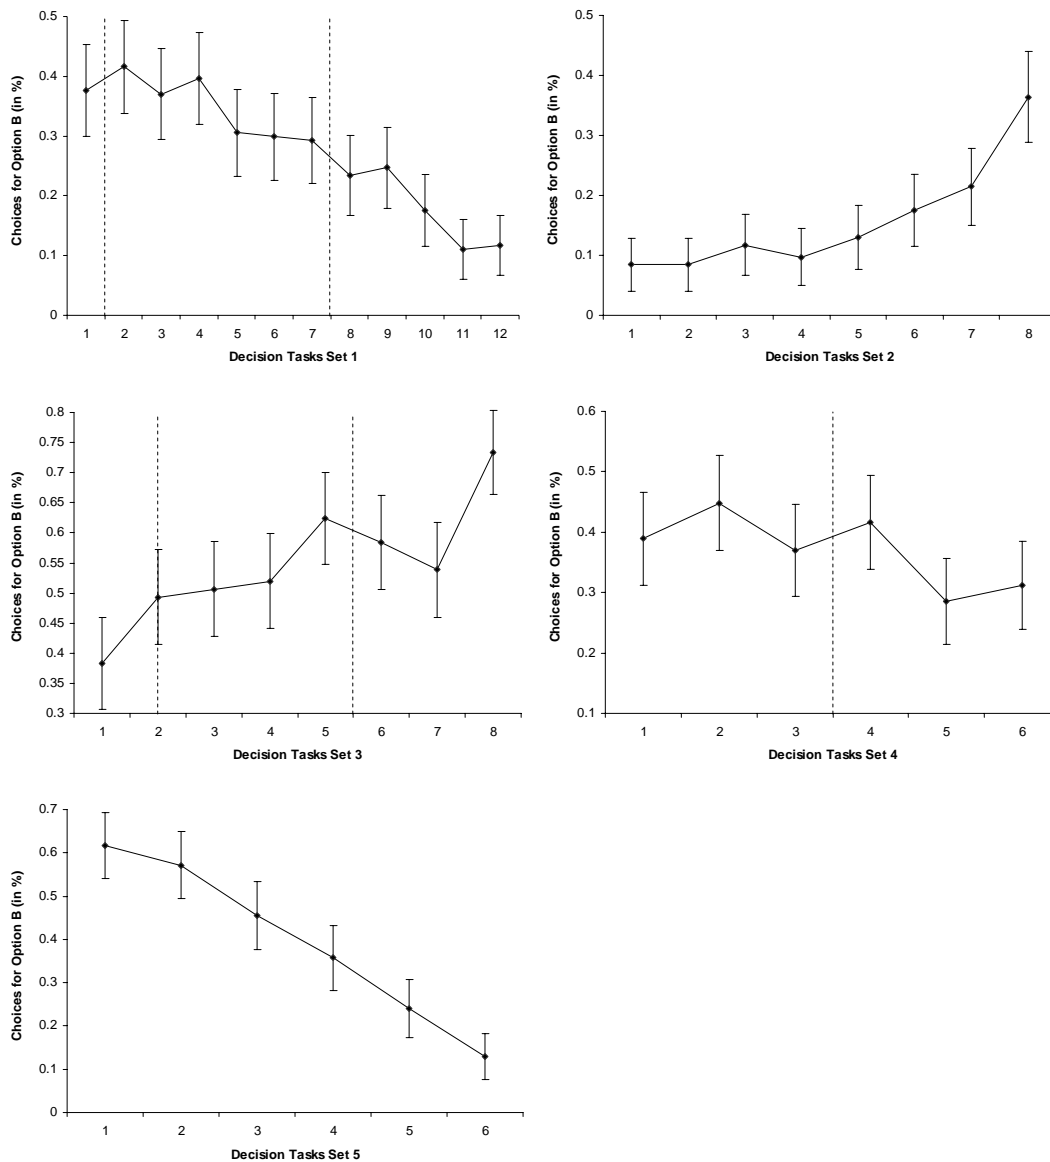 Choices for Option B (in %)
0.5
0.4
0.3
0.2
0.1
0
1 2 3 4 5 6 7 8 9 10 11 12
Decision Tasks Set 1
Choices for Option B (in %)
0.5
0.4
0.3
0.2
0.1
0
1 2 3 4 5 6 7 8
Decision Tasks Set 2
Choices for Option B (in %)
0.8
0.75
0.7
0.65
0.6
0.55
0.5
0.45
0.4
0.35
0.3
1 2 3 4 5 6 7 8
Decision Tasks Set 3
Choices for Option B (in %)
0.6
0.5
0.4
0.3
0.2
0.1
1 2 3 4 5 6
Decision Tasks Set 4
Choices for Option B (in %)
0.7
0.6
0.5
0.4
0.3
0.2
0.1
0
1 2 3 4 5 6
Decision Tasks Set 5